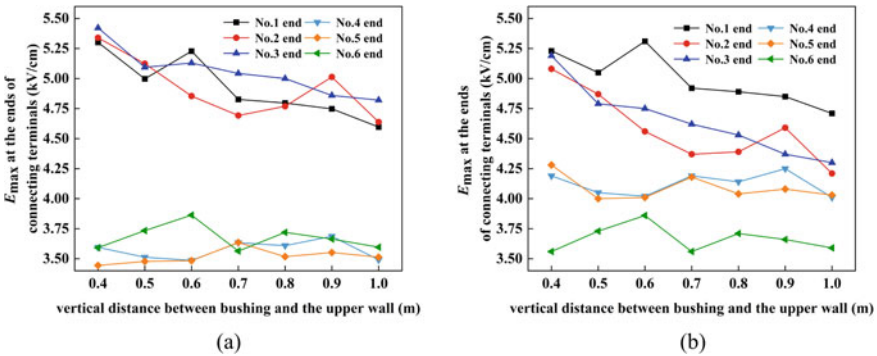 5.50
5.25
5.00
4.75
4.50
4.25
4.00
3.75
3.50
Emax at the ends of
connecting terminals (kV/cm)
No.1 end
No.2 end
No.3 end
No.4 end
No.5 end
No.6 end
0.4 0.5 0.6 0.7 0.8 0.9 1.0
vertical distance between bushing and the upper wall (m)
(a)
5.50
5.25
5.00
4.75
4.50
4.25
4.00
3.75
3.50
Emax at the ends
of connecting terminals (kV/cm)
No.1 end
No.2 end
No.3 end
No.4 end
No.5 end
No.6 end
0.4 0.5 0.6 0.7 0.8 0.9 1.0
vertical distance between bushing and the upper wall (m)
(b)